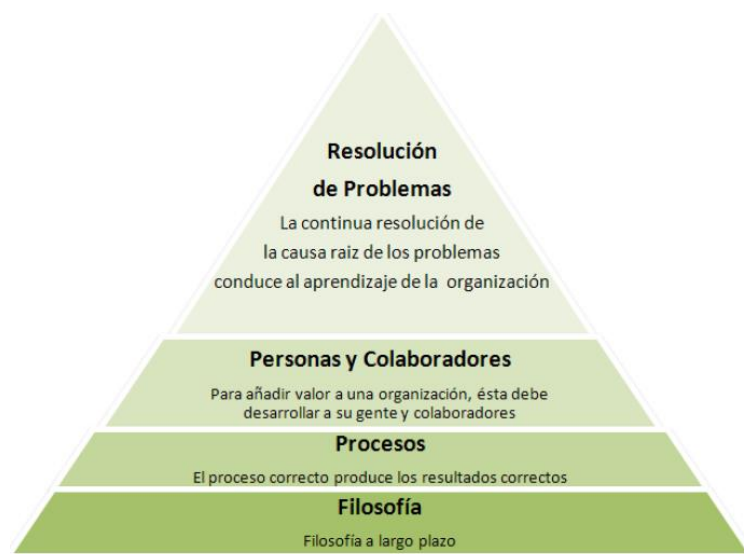 Resolución
de Problemas
La continua resolución de
la causa raiz de los problemas
conduce al aprendizaje de la organización
Personas y Colaboradores
Para añadir valor a una organización, ésta debe
desarrollar a su gente y colaboradores
Procesos
El proceso correcto produce los resultados correctos
Filosofía
Filosofía a largo plazo